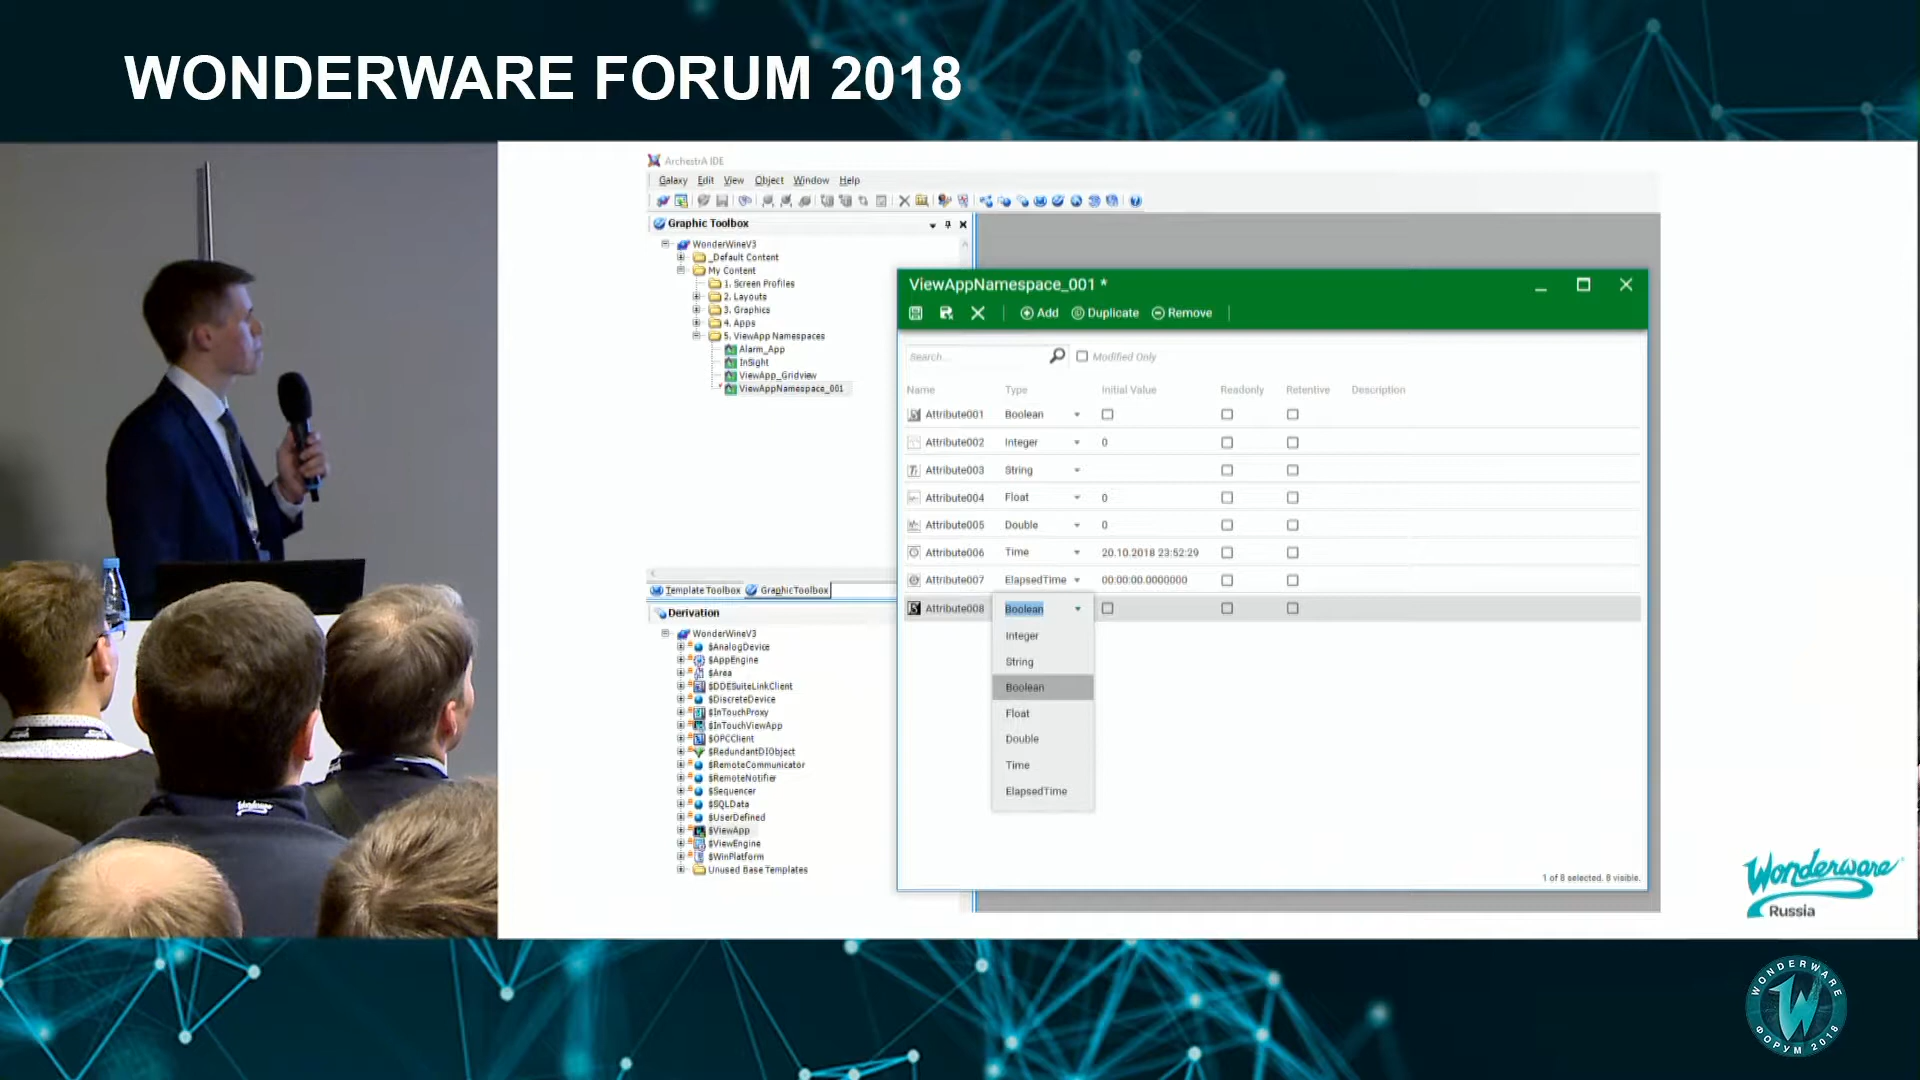 WONDERWARE FORUM 2018
ArchestrA IDE
Galaxy Edit View Object Window Help
Graphic Toolbox
WonderWineV3
_Default Content
My Content
1. Screen Profiles
2. Layouts
3. Graphics
4. Apps
5. ViewApp Namespaces
Alarm_App
InSight
ViewApp_Gridview
ViewAppNamespace_001
Template Toolbox GraphicToolbox
Derivation
WonderWineV3
$AnalogDevice
$AppEngine
$Area
$DDESuiteLinkClient
$DiscreteDevice
$InTouchProxy
$InTouchViewApp
$OPCClient
$RedundantDIObject
$RemoteCommunicator
$RemoteNotifier
$Sequencer
$SQLData
$UserDefined
$ViewApp
$ViewEngine
$WinPlatform
Unused Base Templates
ViewAppNamespace_001 *
Add Duplicate Remove
Search... Modified Only
Name Type Initial Value Readonly Retentive Description
Attribute001 Boolean
Attribute002 Integer 0
Attribute003 String
Attribute004 Float 0
Attribute005 Double 0
Attribute006 Time 20.10.2018 23:52:29
Attribute007 ElapsedTime 00:00:00.0000000
Attribute008 Boolean
Integer
String
Boolean
Float
Double
Time
ElapsedTime
1 of 8 selected. 8 visible.
Wonderware
Russia
Wonderware
WONDERWARE
W
ФОРУМ 2018